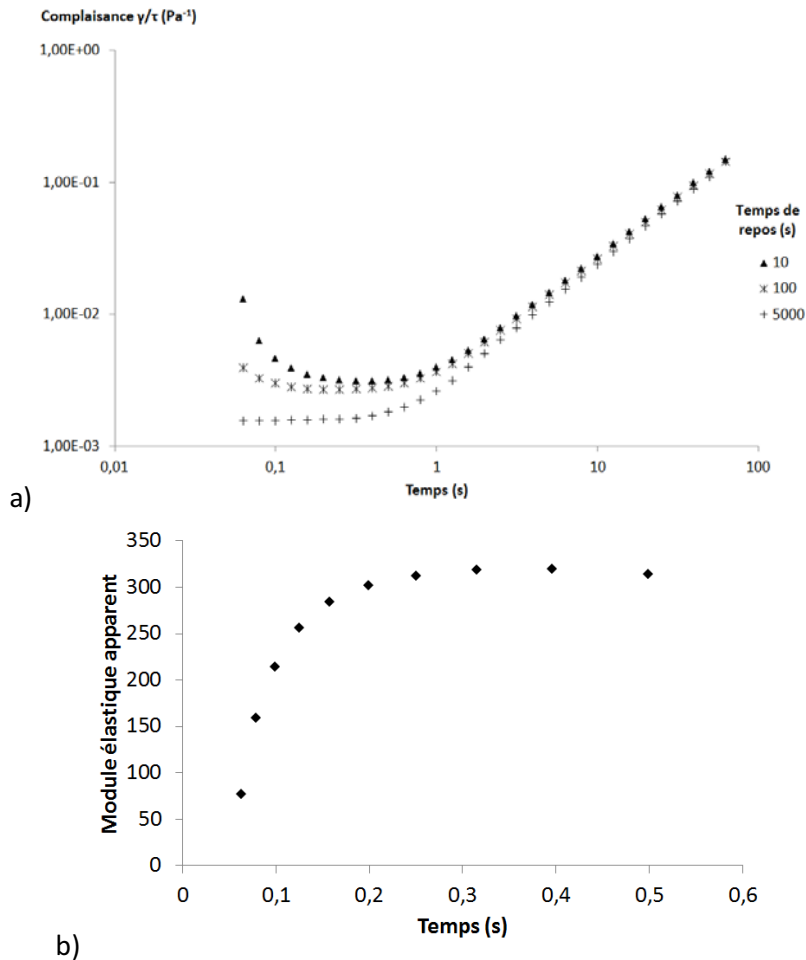 Complaisance γ/τ (Pa⁻¹)
1,00E+00
1,00E-01
1,00E-02
1,00E-03
0,01
0,1
1
10
100
Temps (s)
Temps de
repos (s)
10
100
5000
a)
Module élastique apparent
350
300
250
200
150
100
50
0
0
0,1
0,2
0,3
0,4
0,5
0,6
Temps (s)
b)